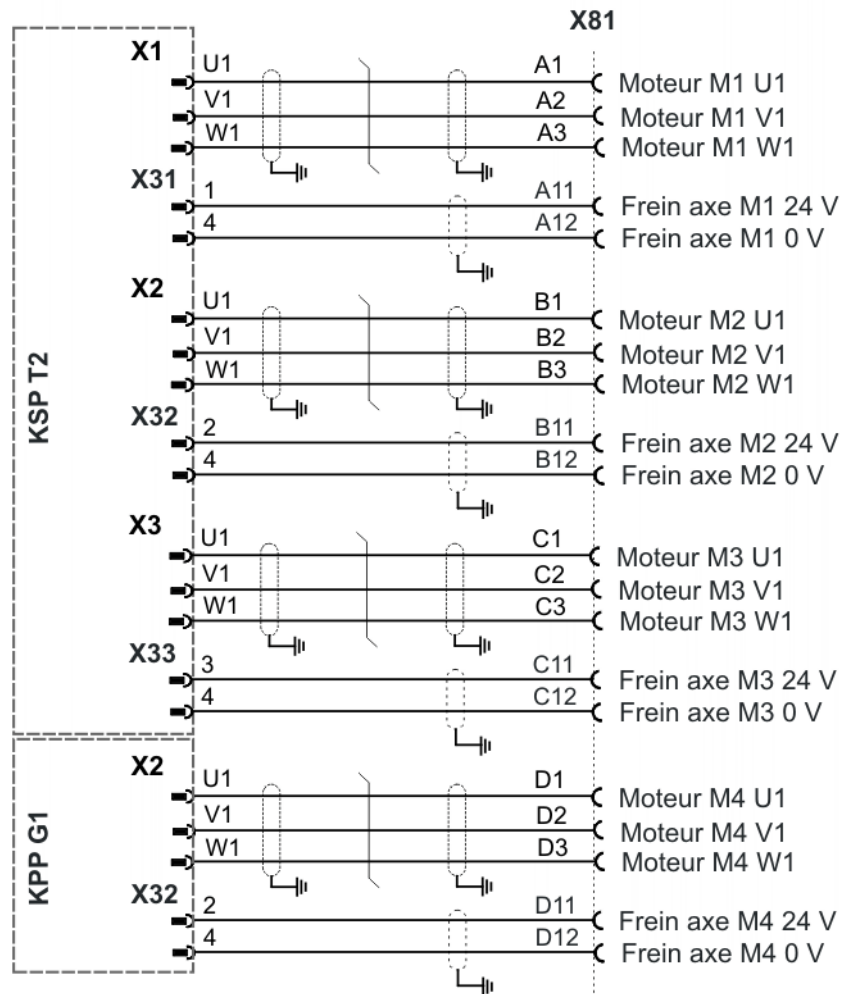 X81
X1
U1 A1 Moteur M1 U1
V1 A2 Moteur M1 V1
W1 A3 Moteur M1 W1
X31
1 A11 Frein axe M1 24 V
4 A12 Frein axe M1 0 V
X2
U1 B1 Moteur M2 U1
V1 B2 Moteur M2 V1
W1 B3 Moteur M2 W1
KSP T2
X32
2 B11 Frein axe M2 24 V
4 B12 Frein axe M2 0 V
X3
U1 C1 Moteur M3 U1
V1 C2 Moteur M3 V1
W1 C3 Moteur M3 W1
X33
3 C11 Frein axe M3 24 V
4 C12 Frein axe M3 0 V
X2
U1 D1 Moteur M4 U1
V1 D2 Moteur M4 V1
W1 D3 Moteur M4 W1
KPP G1
X32
2 D11 Frein axe M4 24 V
4 D12 Frein axe M4 0 V